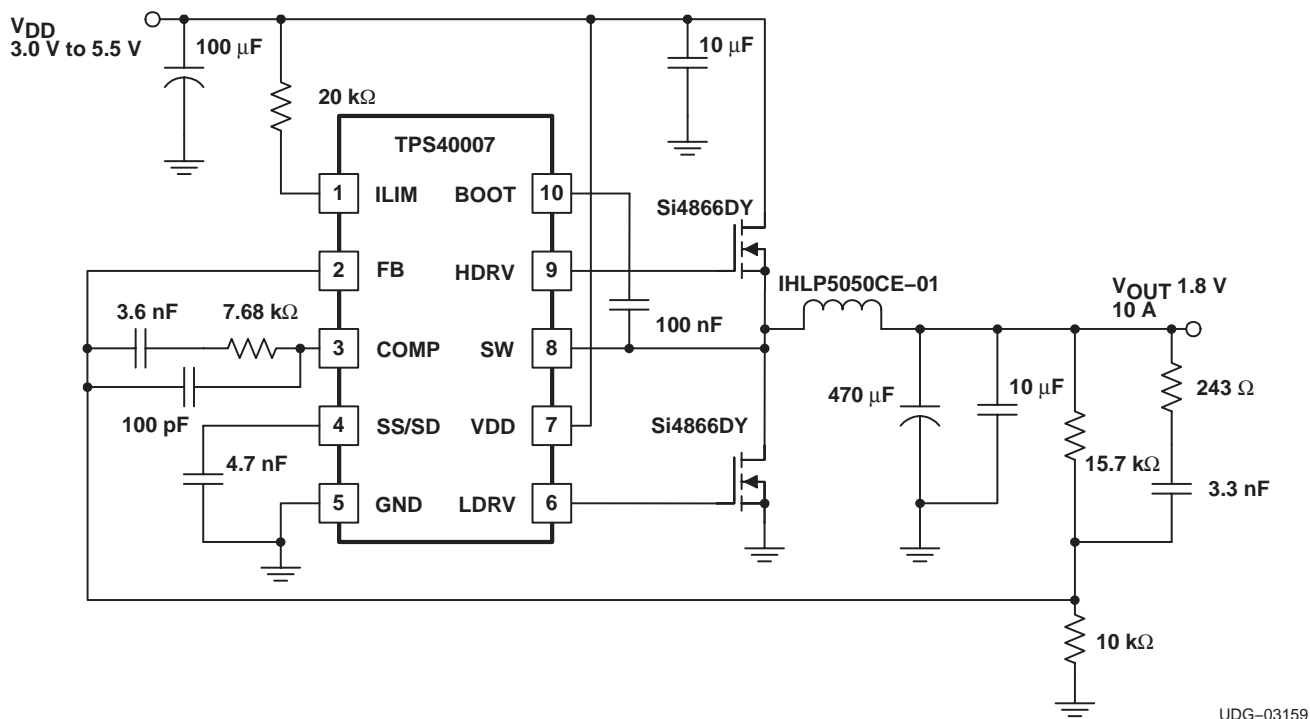 VDD
3.0 V to 5.5 V
100 µF
10 µF
20 kΩ
TPS40007
1
ILIM
BOOT
10
Si4866DY
2
FB
HDRV
9
IHLP5050CE–01
VOUT 1.8 V
10 A
3.6 nF
7.68 kΩ
100 nF
3
COMP
SW
8
470 µF
10 µF
243 Ω
100 pF
4
SS/SD
VDD
7
Si4866DY
4.7 nF
15.7 kΩ
3.3 nF
5
GND
LDRV
6
10 kΩ
UDG–03159